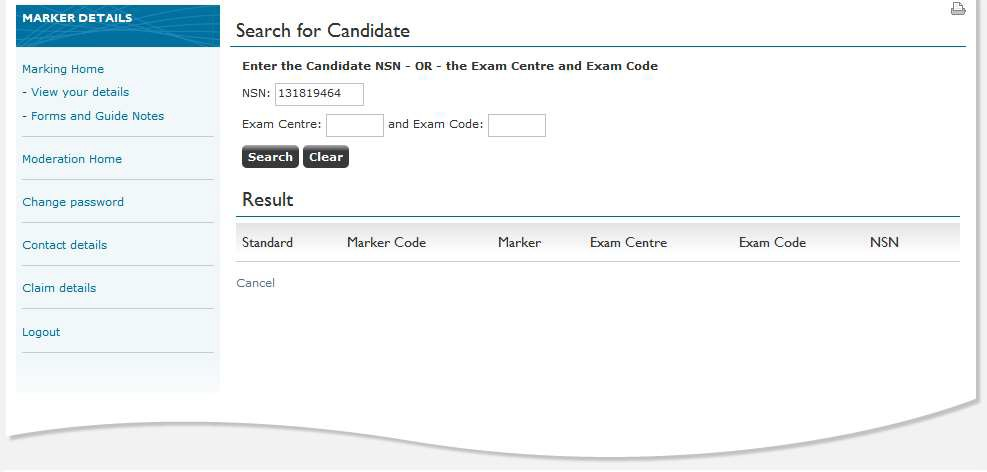 MARKER DETAILS
Marking Home
- View your details
- Forms and Guide Notes
Moderation Home
Change password
Contact details
Claim details
Logout
Search for Candidate
Enter the Candidate NSN - OR - the Exam Centre and Exam Code
NSN: 131819464
Exam Centre: and Exam Code:
Search Clear
Result
Standard Marker Code Marker Exam Centre Exam Code NSN
Cancel